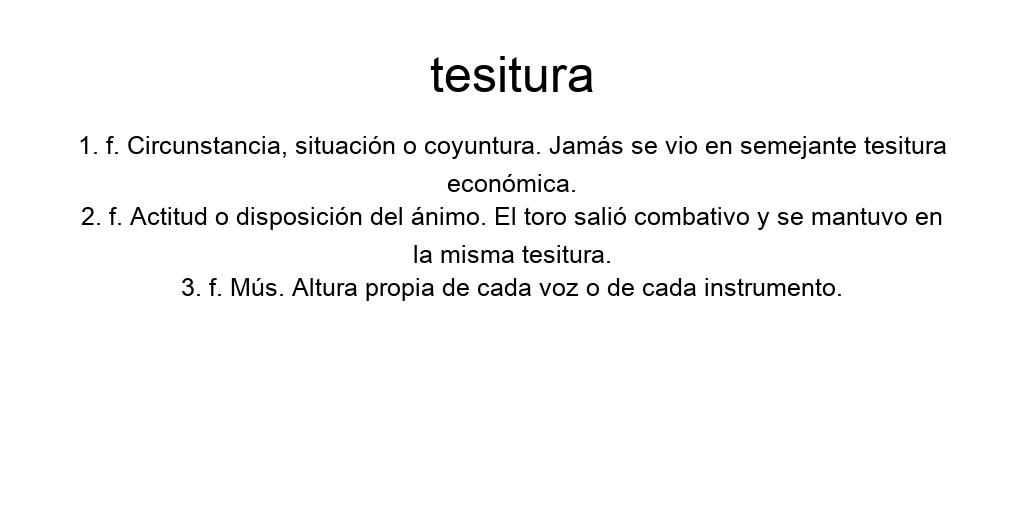 tesitura
1. f. Circunstancia, situación o coyuntura. Jamás se vio en semejante tesitura
económica.
2. f. Actitud o disposición del ánimo. El toro salió combativo y se mantuvo en
la misma tesitura.
3. f. Mús. Altura propia de cada voz o de cada instrumento.